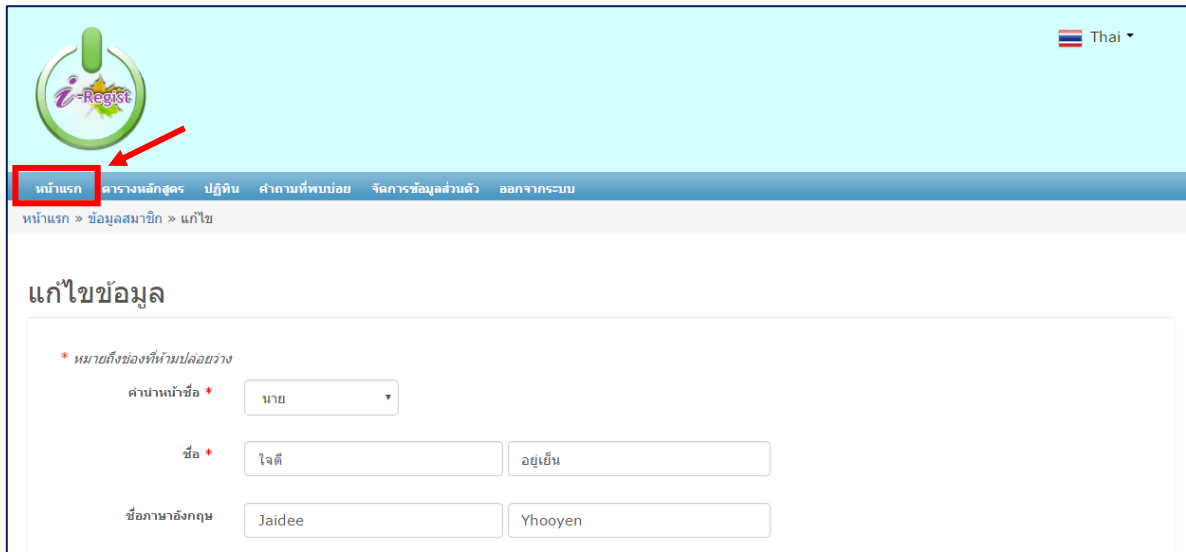 Thai
i-Regist
หน้าแรก ตารางหลักสูตร ปฏิทิน คำถามที่พบบ่อย จัดการข้อมูลส่วนตัว ออกจากระบบ
หน้าแรก » ข้อมูลสมาชิก » แก้ไข
แก้ไขข้อมูล
* หมายถึงช่องที่ห้ามปล่อยว่าง
คำนำหน้าชื่อ * นาย
ชื่อ * ใจดี อยู่เย็น
ชื่อภาษาอังกฤษ Jaidee Yhooyen